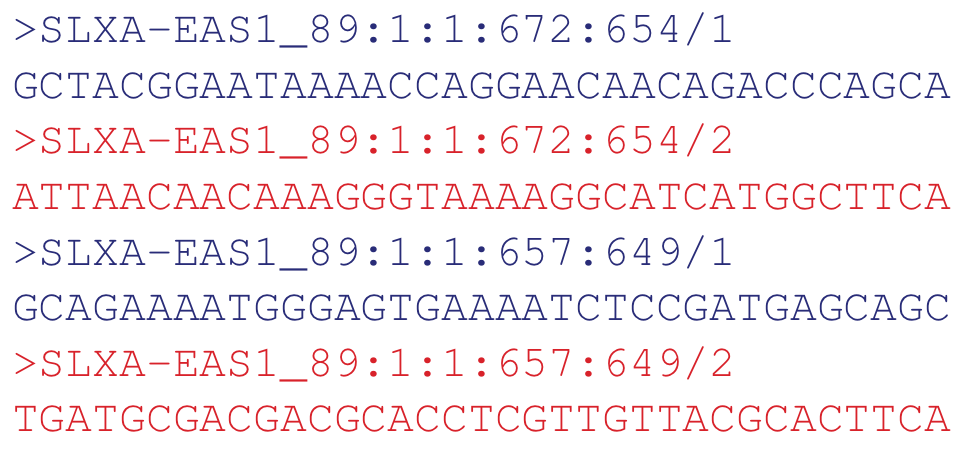 >SLXA-EAS1_89:1:1:672:654/1
GCTACGGAATAAAACCAGGAACAACAGACCCAGCA
>SLXA-EAS1_89:1:1:672:654/2
ATTAACAACAAAGGGTAAAAGGCATCATGGCTTCA
>SLXA-EAS1_89:1:1:657:649/1
GCAGAAAATGGGAGTGAAAATCTCCGATGAGCAGC
>SLXA-EAS1_89:1:1:657:649/2
TGATGCGACGACGCACCTCGTTGTTACGCACTTCA